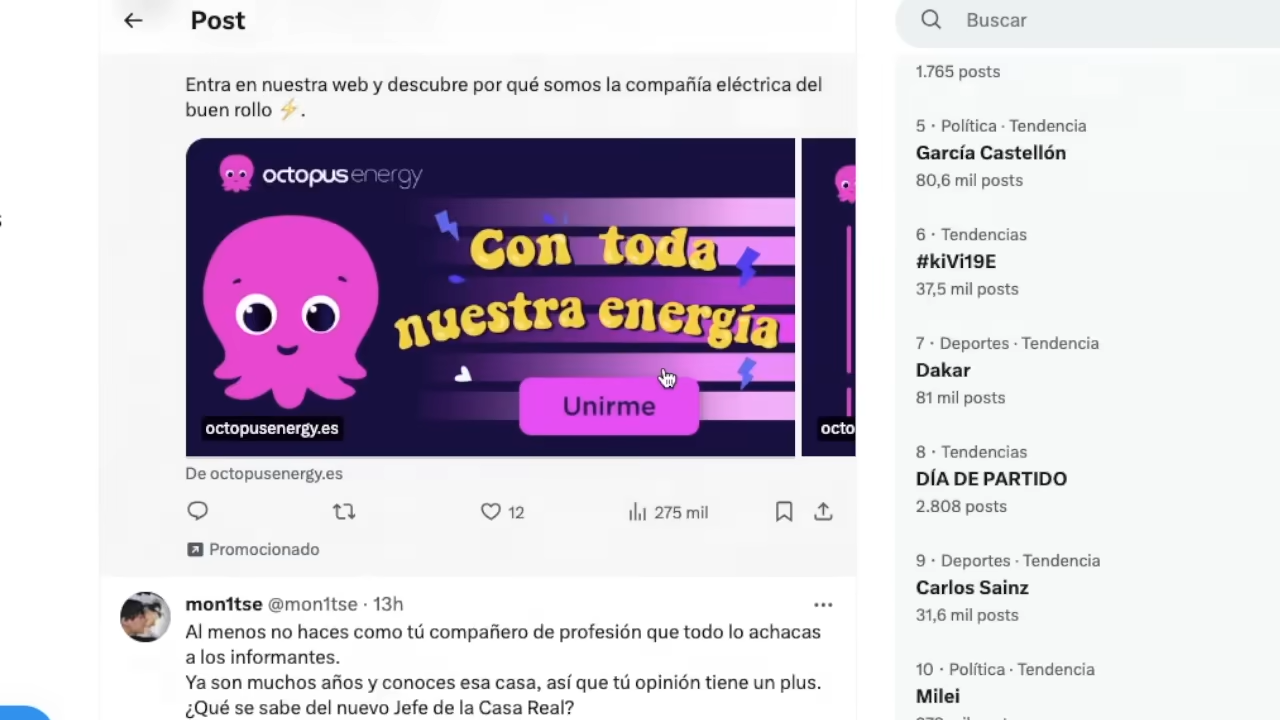 Post
Entra en nuestra web y descubre por qué somos la compañía eléctrica del
buen rollo ⚡.
octopusenergy
Con toda
nuestra energía
Unirme
octopusenergy.es
octo
De octopusenergy.es
12
275 mil
Promocionado
mon1tse @mon1tse · 13h
Al menos no haces como tú compañero de profesión que todo lo achacas
a los informantes.
Ya son muchos años y conoces esa casa, así que tú opinión tiene un plus.
¿Qué se sabe del nuevo Jefe de la Casa Real?
Buscar
1.765 posts
5 · Política · Tendencia
García Castellón
80,6 mil posts
6 · Tendencias
#kiVi19E
37,5 mil posts
7 · Deportes · Tendencia
Dakar
81 mil posts
8 · Tendencias
DÍA DE PARTIDO
2.808 posts
9 · Deportes · Tendencia
Carlos Sainz
31,6 mil posts
10 · Política · Tendencia
Milei